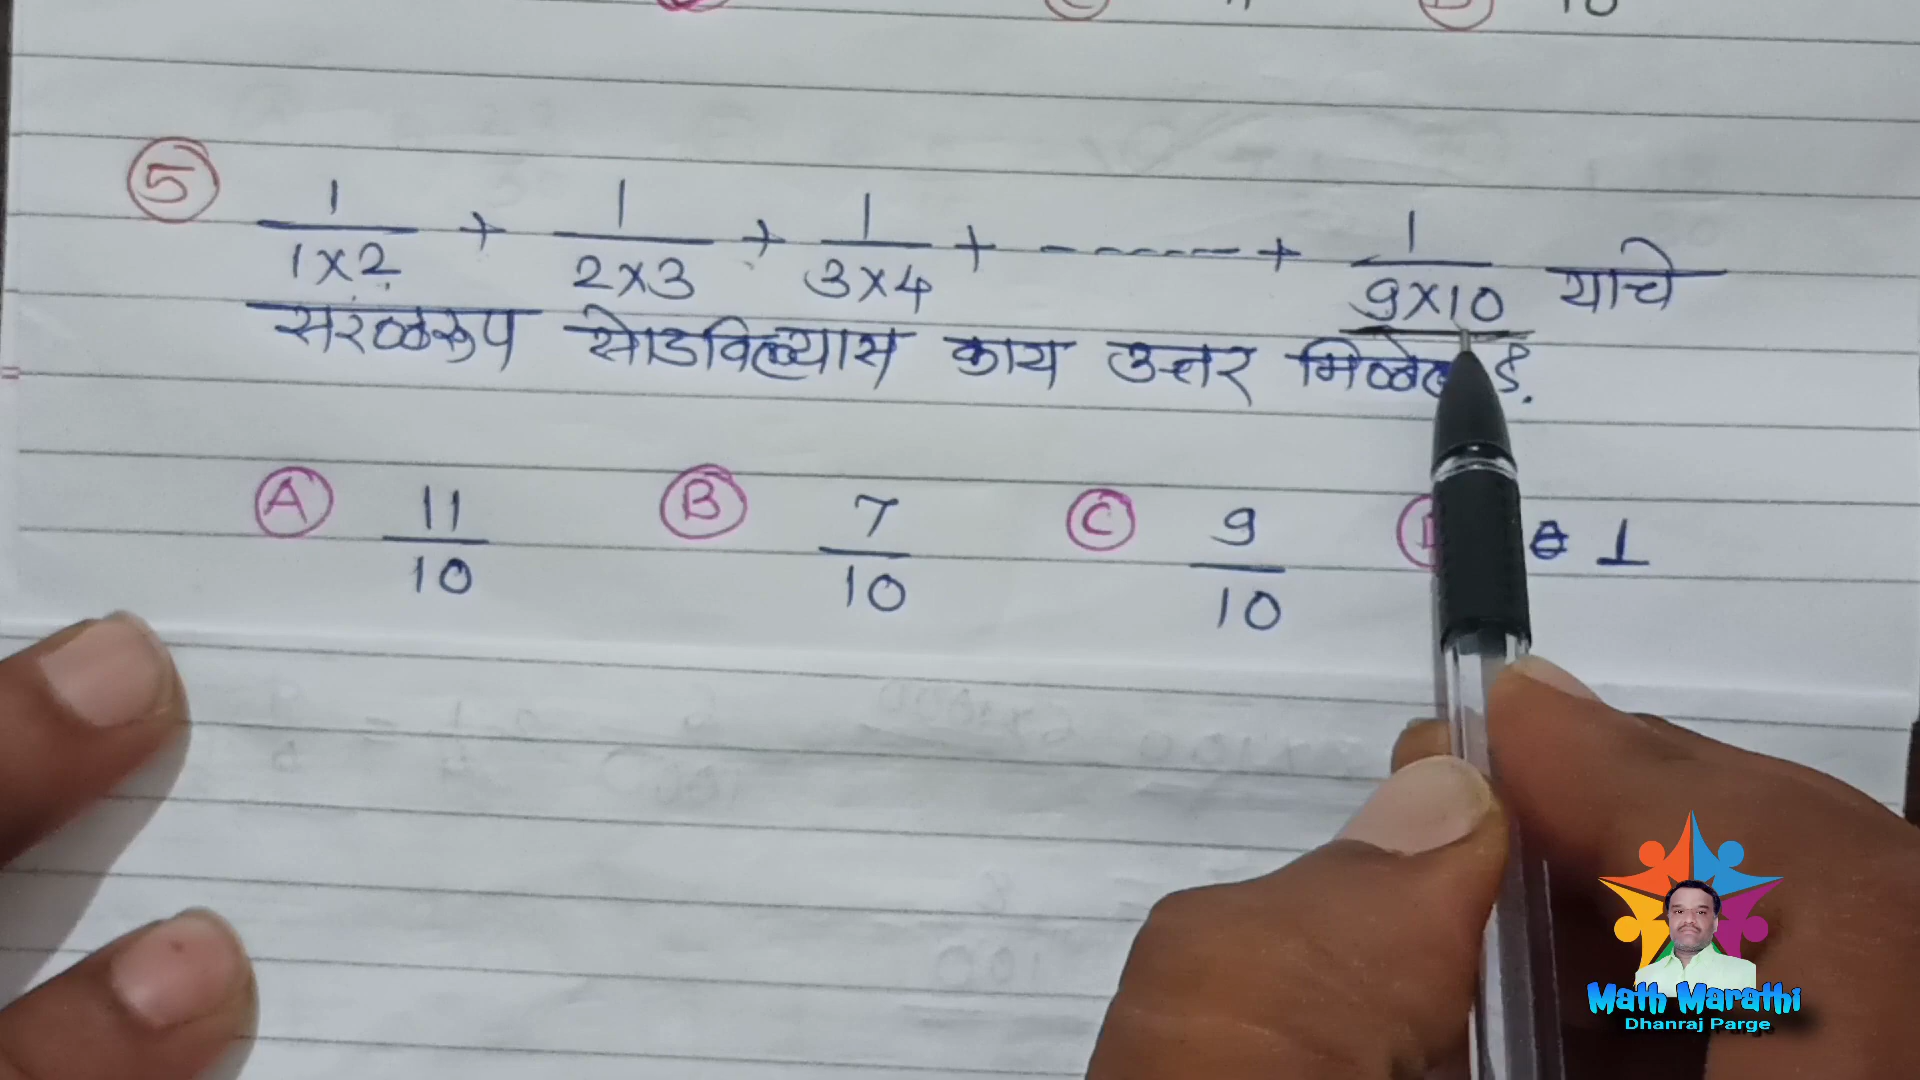 5 1/1×2 + 1/2×3 + 1/3×4 + ------- + 1/9×10 याचे
सरळरूप सोडविल्यास काय उत्तर
A 11/10 B 7/10 C 9/10 1
Math Marathi
Dhanraj Parge